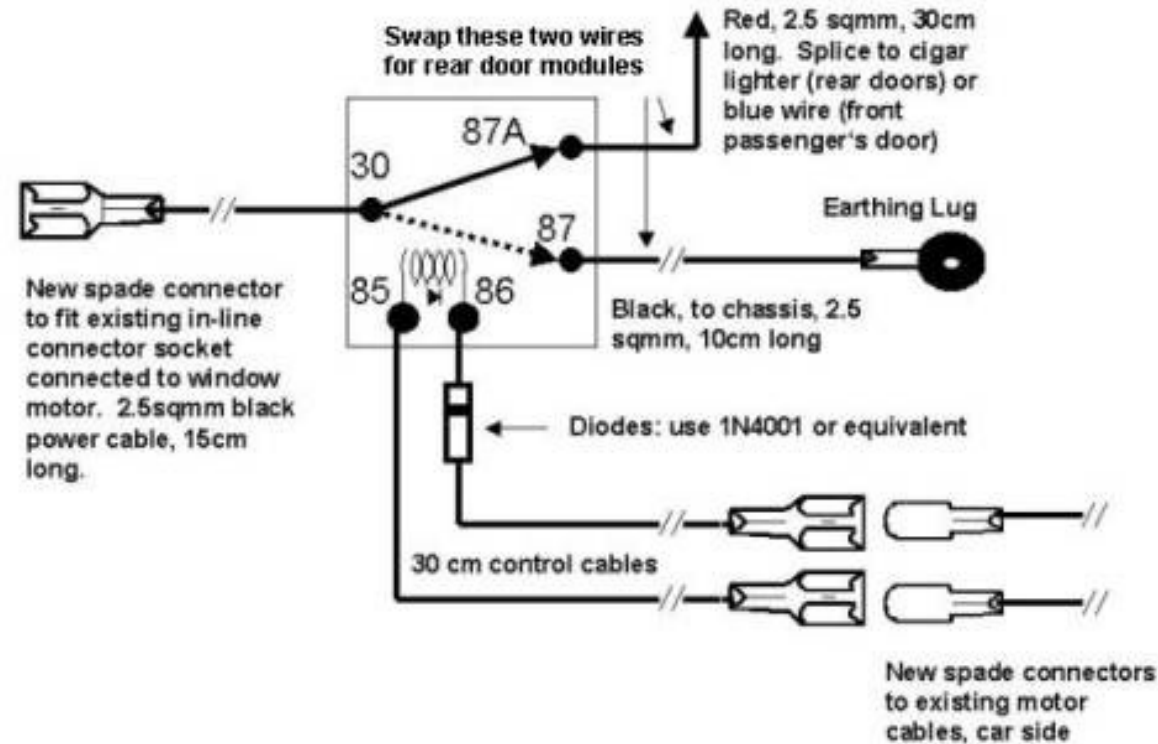 Swap these two wires
for rear door modules
Red, 2.5 sqmm, 30cm
long.  Splice to cigar
lighter (rear doors) or
blue wire (front
passenger's door)
87A
30
87
85
86
Earthing Lug
New spade connector
to fit existing in-line
connector socket
connected to window
motor.  2.5sqmm black
power cable, 15cm
long.
Black, to chassis, 2.5
sqmm, 10cm long
Diodes: use 1N4001 or equivalent
30 cm control cables
New spade connectors
to existing motor
cables, car side